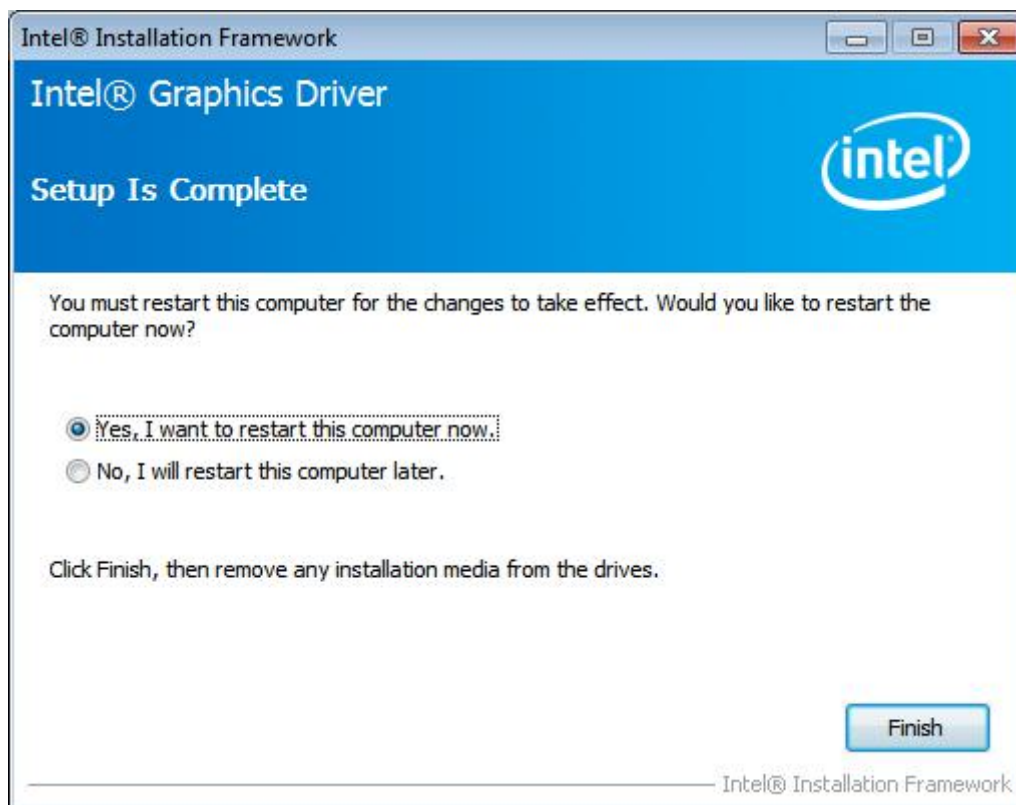 Intel® Installation Framework
Intel® Graphics Driver
intel®
Setup Is Complete
You must restart this computer for the changes to take effect. Would you like to restart the
computer now?
Yes, I want to restart this computer now.
No, I will restart this computer later.
Click Finish, then remove any installation media from the drives.
Finish
Intel® Installation Framework